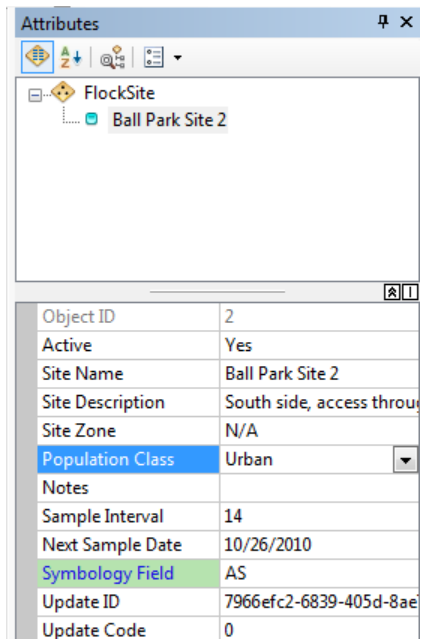 Attributes
FlockSite
Ball Park Site 2
Object ID 2
Active Yes
Site Name Ball Park Site 2
Site Description South side, access throu
Site Zone N/A
Population Class Urban
Notes
Sample Interval 14
Next Sample Date 10/26/2010
Symbology Field AS
Update ID 7966efc2-6839-405d-8ae
Update Code 0